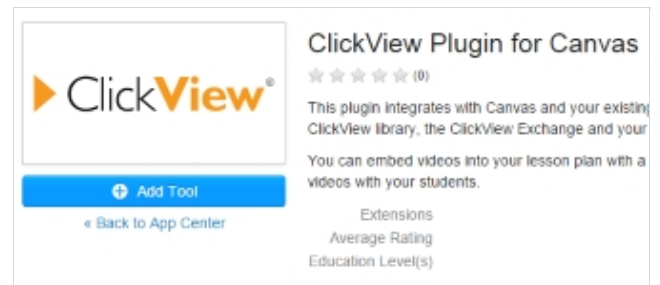 ClickView®
Add Tool
« Back to App Center
ClickView Plugin for Canvas
(0)
This plugin integrates with Canvas and your existing
ClickView library, the ClickView Exchange and your
You can embed videos into your lesson plan with a
videos with your students.
Extensions
Average Rating
Education Level(s)